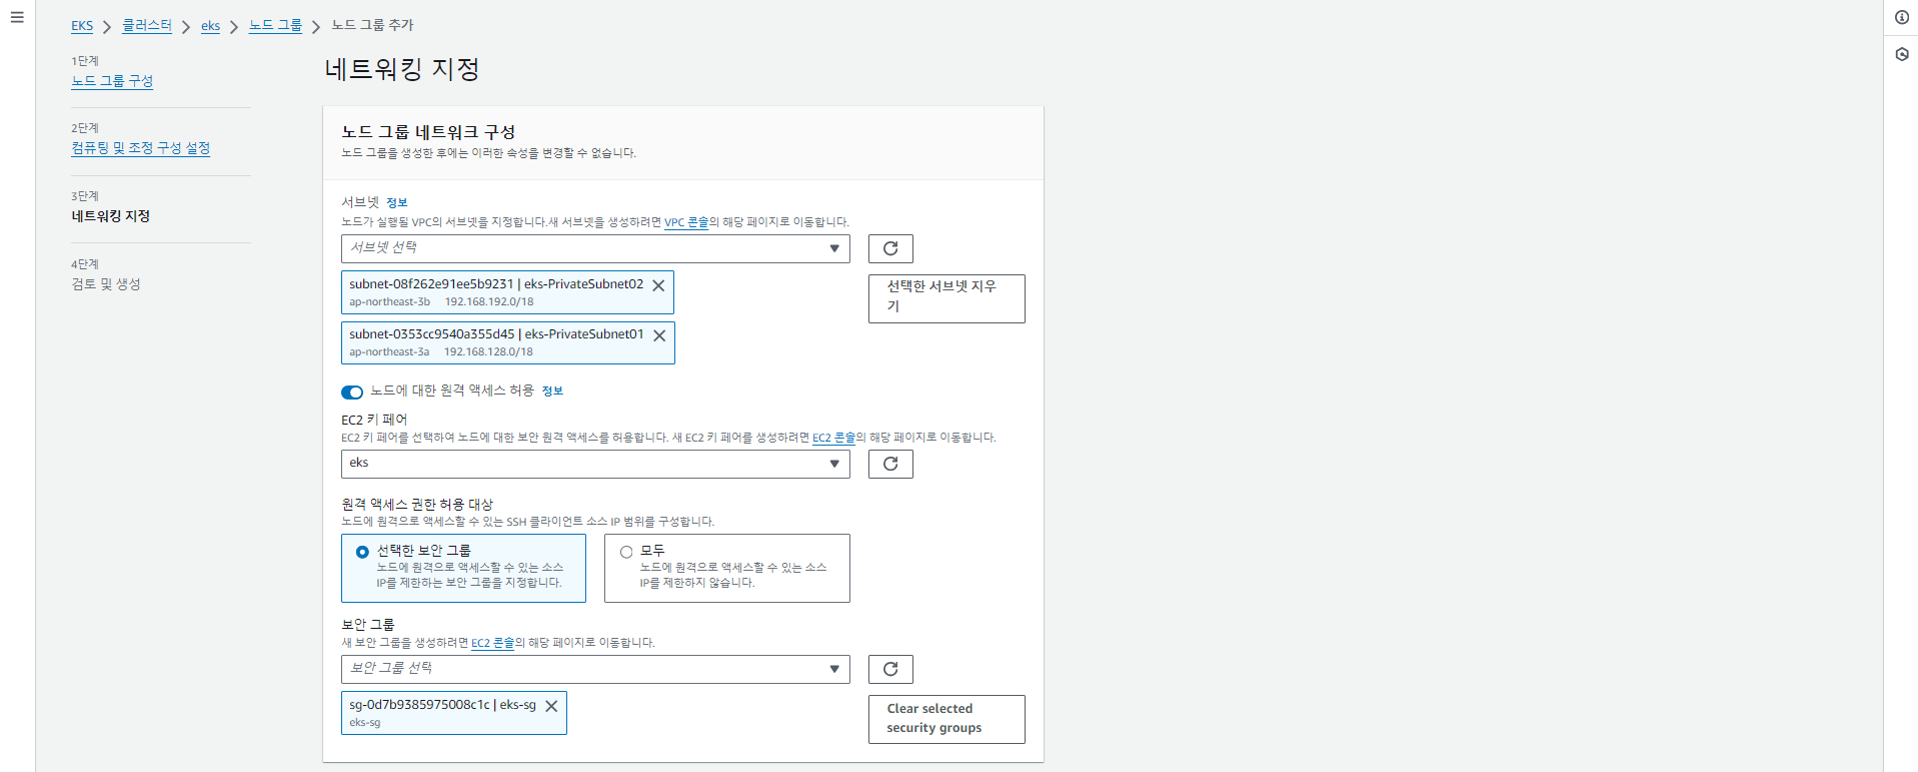 EKS > 클러스터 > eks > 노드 그룹 > 노드 그룹 추가
1단계
노드 그룹 구성
2단계
컴퓨팅 및 조정 구성 설정
3단계
네트워킹 지정
4단계
검토 및 생성
네트워킹 지정
노드 그룹 네트워크 구성
노드 그룹을 생성한 후에는 이러한 속성을 변경할 수 없습니다.
서브넷 정보
노드가 실행될 VPC의 서브넷을 지정합니다.새 서브넷을 생성하려면 VPC 콘솔의 해당 페이지로 이동합니다.
서브넷 선택
subnet-08f262e91ee5b9231 | eks-PrivateSubnet02
ap-northeast-3b 192.168.192.0/18
선택한 서브넷 지우
기
subnet-0353cc9540a355d45 | eks-PrivateSubnet01
ap-northeast-3a 192.168.128.0/18
노드에 대한 원격 액세스 허용 정보
EC2 키 페어
EC2 키 페어를 선택하여 노드에 대한 보안 원격 액세스를 허용합니다. 새 EC2 키 페어를 생성하려면 EC2 콘솔의 해당 페이지로 이동합니다.
eks
원격 액세스 권한 허용 대상
노드에 원격으로 액세스할 수 있는 SSH 클라이언트 소스 IP 범위를 구성합니다.
선택한 보안 그룹
노드에 원격으로 액세스할 수 있는 소스
IP를 제한하는 보안 그룹을 지정합니다.
모두
노드에 원격으로 액세스할 수 있는 소스
IP를 제한하지 않습니다.
보안 그룹
새 보안 그룹을 생성하려면 EC2 콘솔의 해당 페이지로 이동합니다.
보안 그룹 선택
sg-0d7b9385975008c1c | eks-sg
eks-sg
Clear selected
security groups